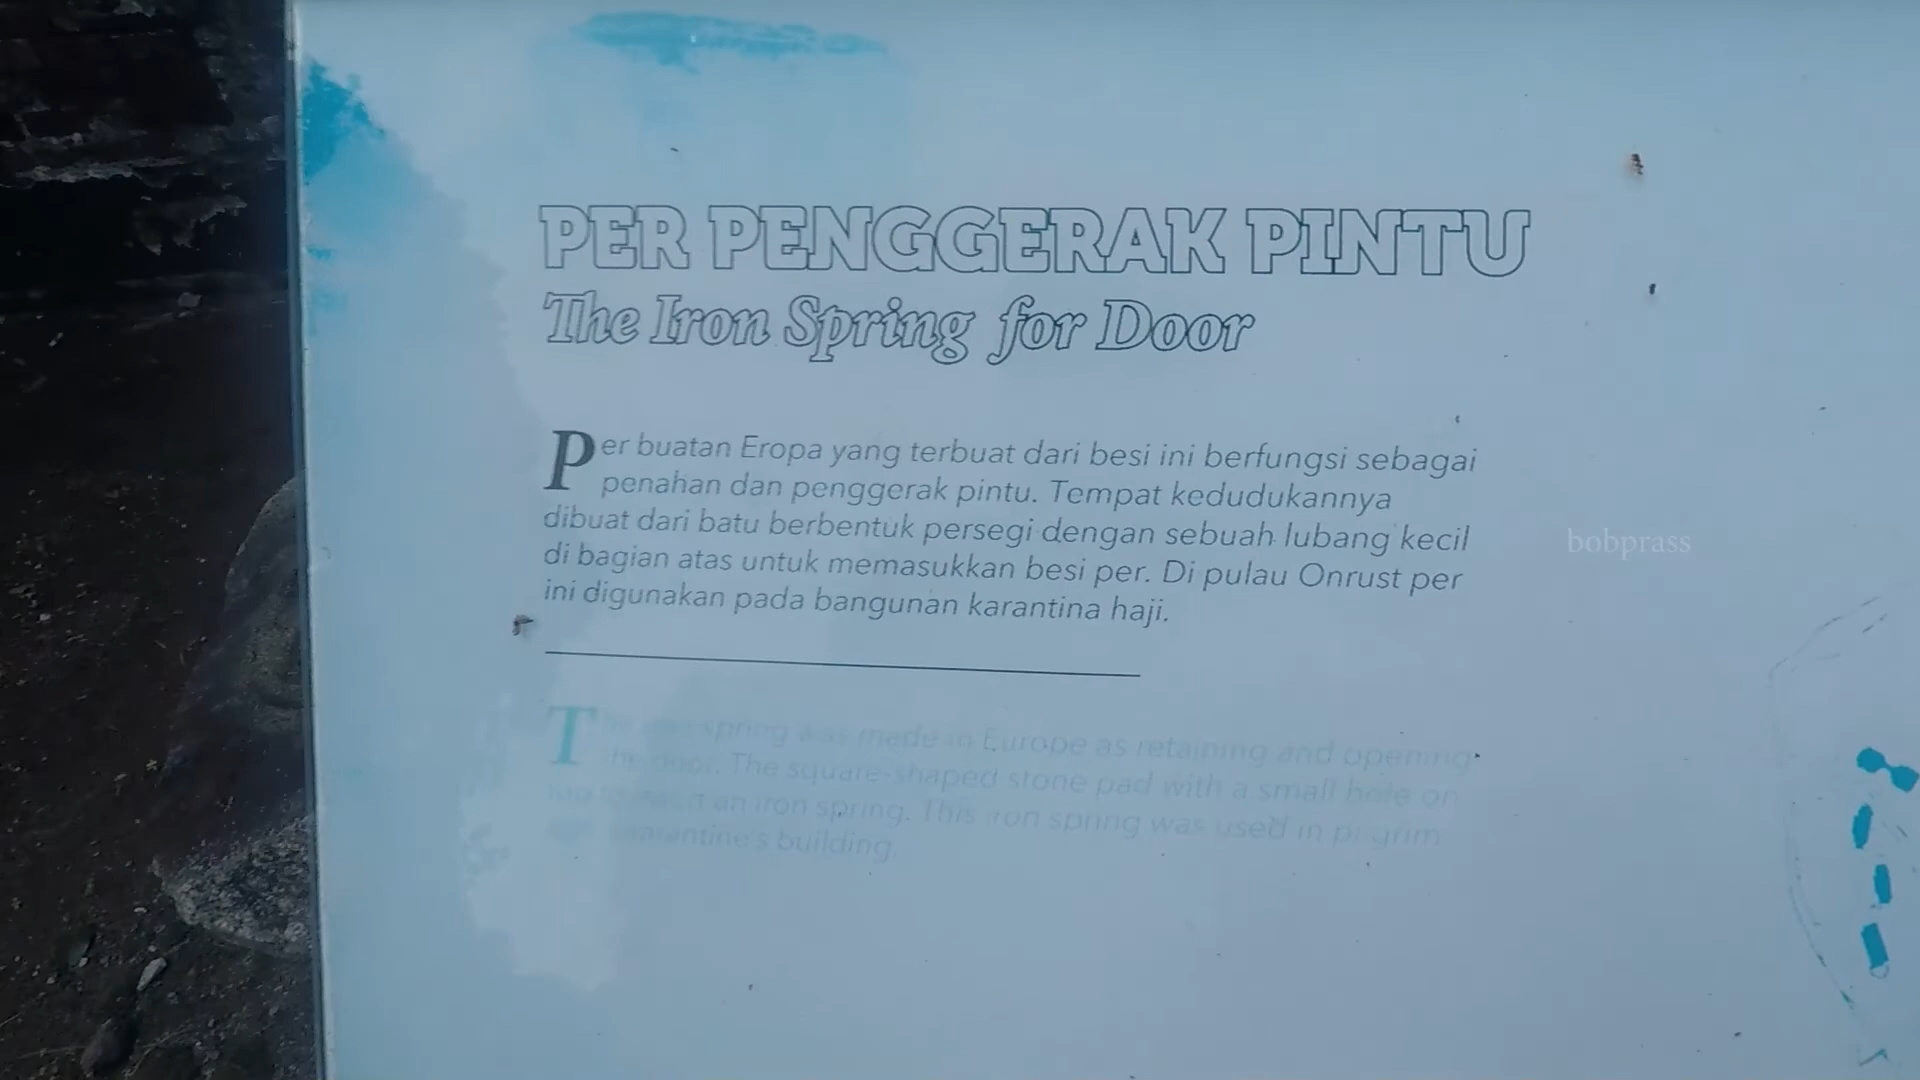 PER PENGGERAK PINTU
The Iron Spring for Door
Per buatan Eropa yang terbuat dari besi ini berfungsi sebagai
penahan dan penggerak pintu. Tempat kedudukannya
dibuat dari batu berbentuk persegi dengan sebuah lubang kecil
di bagian atas untuk memasukkan besi per. Di pulau Onrust per
ini digunakan pada bangunan karantina haji.
spring was made in Europe as retaining and opening
the door. The square-shaped stone pad with a small hole on
an iron spring. This iron spring was used in pilgrim
building.
bobprass